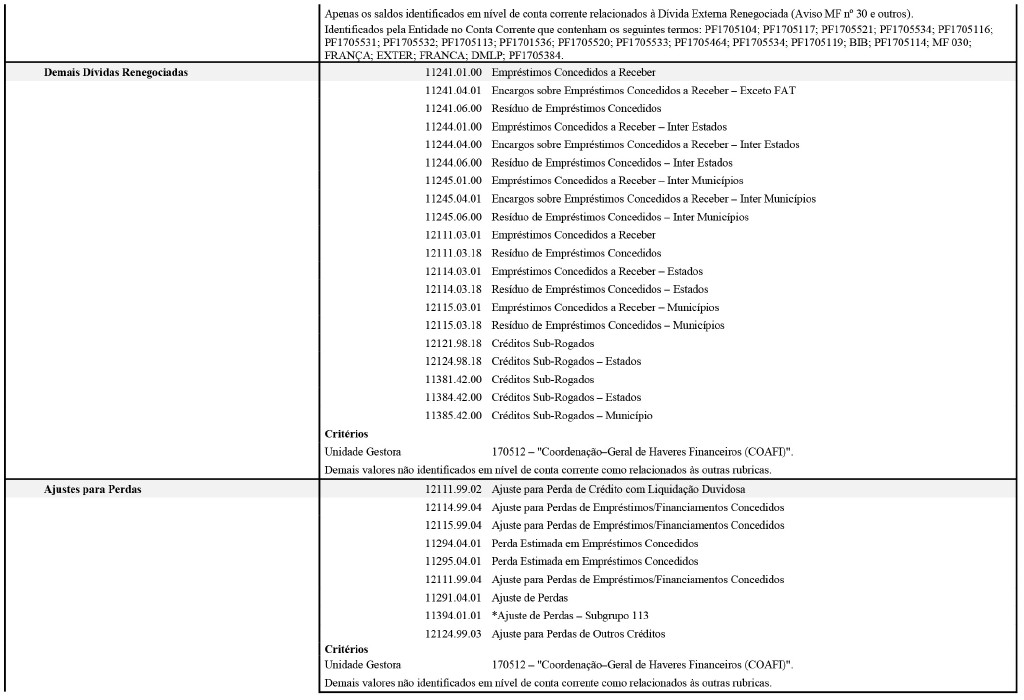 Apenas os saldos identificados em nível de conta corrente relacionados à Dívida Externa Renegociada (Aviso MF nº 30 e outros).
Identificados pela Entidade no Conta Corrente que contenham os seguintes termos: PF1705104; PF1705117; PF1705521; PF1705534; PF1705116;
PF1705531; PF1705532; PF1705113; PF1701536; PF1705520; PF1705533; PF1705464; PF1705534; PF1705119; BIB; PF1705114; MF 030;
FRANÇA; EXTER; FRANCA; DMLP; PF1705384.
Demais Dívidas Renegociadas 11241.01.00 Empréstimos Concedidos a Receber
11241.04.01 Encargos sobre Empréstimos Concedidos a Receber – Exceto FAT
11241.06.00 Resíduo de Empréstimos Concedidos
11244.01.00 Empréstimos Concedidos a Receber – Inter Estados
11244.04.00 Encargos sobre Empréstimos Concedidos a Receber – Inter Estados
11244.06.00 Resíduo de Empréstimos Concedidos – Inter Estados
11245.01.00 Empréstimos Concedidos a Receber – Inter Municípios
11245.04.01 Encargos sobre Empréstimos Concedidos a Receber – Inter Municípios
11245.06.00 Resíduo de Empréstimos Concedidos – Inter Municípios
12111.03.01 Empréstimos Concedidos a Receber
12111.03.18 Resíduo de Empréstimos Concedidos
12114.03.01 Empréstimos Concedidos a Receber – Estados
12114.03.18 Resíduo de Empréstimos Concedidos – Estados
12115.03.01 Empréstimos Concedidos a Receber – Municípios
12115.03.18 Resíduo de Empréstimos Concedidos – Municípios
12121.98.18 Créditos Sub-Rogados
12124.98.18 Créditos Sub-Rogados – Estados
11381.42.00 Créditos Sub-Rogados
11384.42.00 Créditos Sub-Rogados – Estados
11385.42.00 Créditos Sub-Rogados – Município
Critérios
Unidade Gestora 170512 – "Coordenação–Geral de Haveres Financeiros (COAFI)".
Demais valores não identificados em nível de conta corrente como relacionados às outras rubricas.
Ajustes para Perdas 12111.99.02 Ajuste para Perda de Crédito com Liquidação Duvidosa
12114.99.04 Ajuste para Perdas de Empréstimos/Financiamentos Concedidos
12115.99.04 Ajuste para Perdas de Empréstimos/Financiamentos Concedidos
11294.04.01 Perda Estimada em Empréstimos Concedidos
11295.04.01 Perda Estimada em Empréstimos Concedidos
12111.99.04 Ajuste para Perdas de Empréstimos/Financiamentos Concedidos
11291.04.01 Ajuste de Perdas
11394.01.01 *Ajuste de Perdas – Subgrupo 113
12124.99.03 Ajuste para Perdas de Outros Créditos
Critérios
Unidade Gestora 170512 – "Coordenação–Geral de Haveres Financeiros (COAFI)".
Demais valores não identificados em nível de conta corrente como relacionados às outras rubricas.